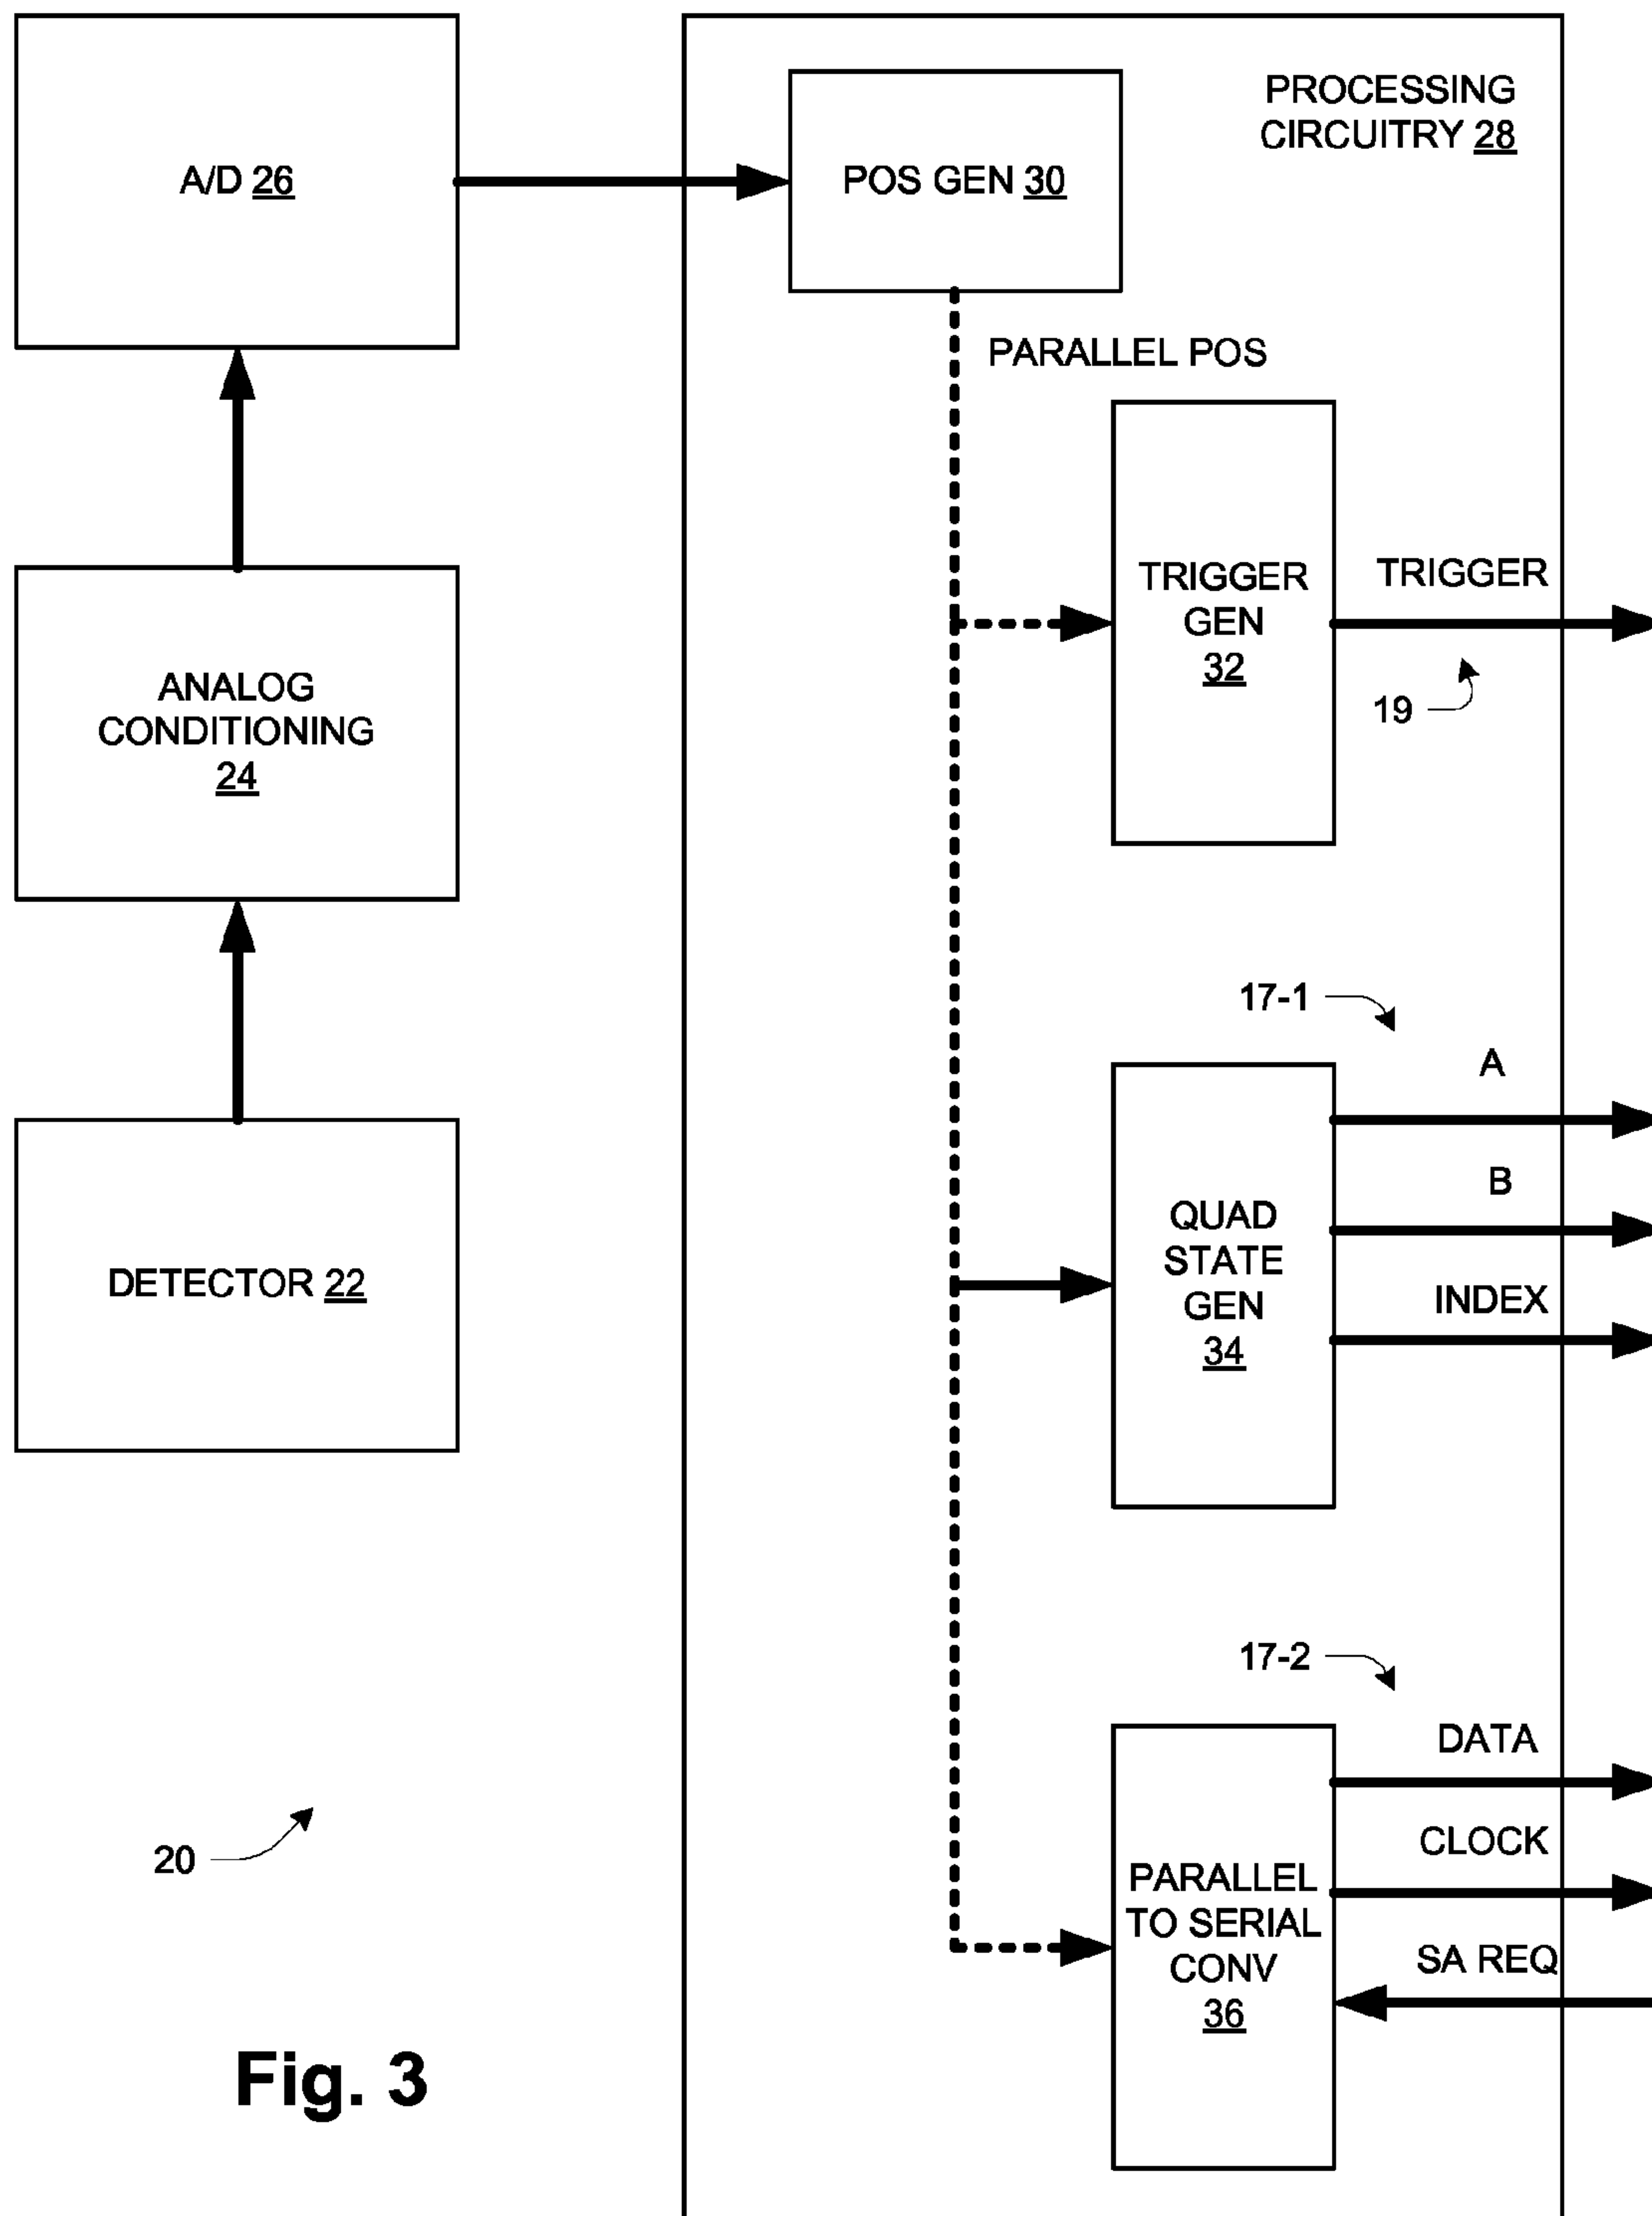 A/D 26
PROCESSING
CIRCUITRY 28
POS GEN 30
PARALLEL POS
ANALOG
CONDITIONING
24
TRIGGER
GEN
32
TRIGGER
19
DETECTOR 22
17-1
A
B
INDEX
QUAD
STATE
GEN
34
17-2
DATA
CLOCK
SA REQ
PARALLEL
TO SERIAL
CONV
36
20
Fig. 3